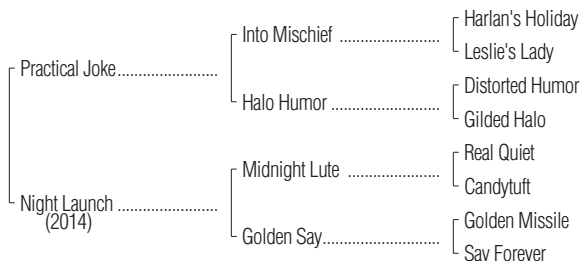 Harlan's Holiday
Into Mischief ....................
Leslie's Lady
Practical Joke....................
Distorted Humor
Halo Humor ......................
Gilded Halo
Real Quiet
Midnight Lute ..................
Candytuft
Night Launch ....................
(2014)
Golden Missile
Golden Say.......................
Say Forever